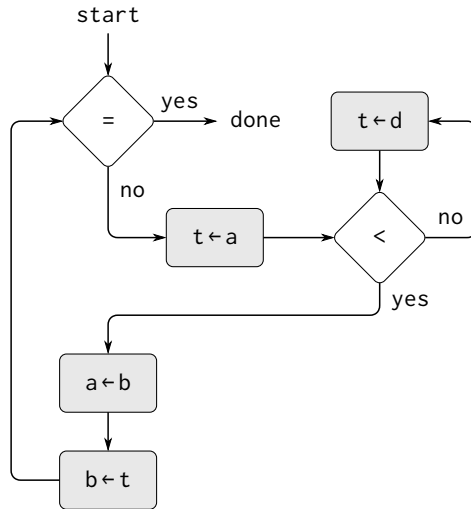 start
=
yes
done
no
t←a
t←d
<
no
yes
a←b
b←t